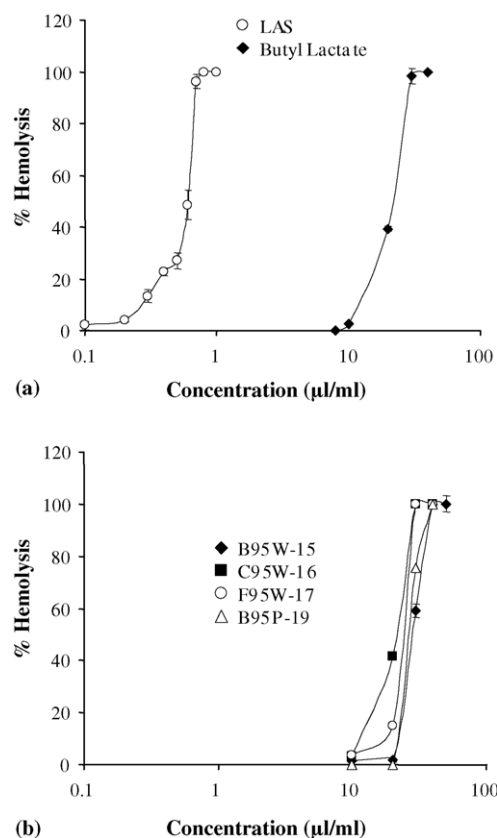 LAS
Butyl Lactate
120
100
80
60
40
20
0
% Hemolysis
0.1 1 10 100
(a) Concentration (µl/ml)
120
100
80
60
40
20
0
% Hemolysis
B95W-15
C95W-16
F95W-17
B95P-19
0.1 1 10 100
(b) Concentration (µl/ml)